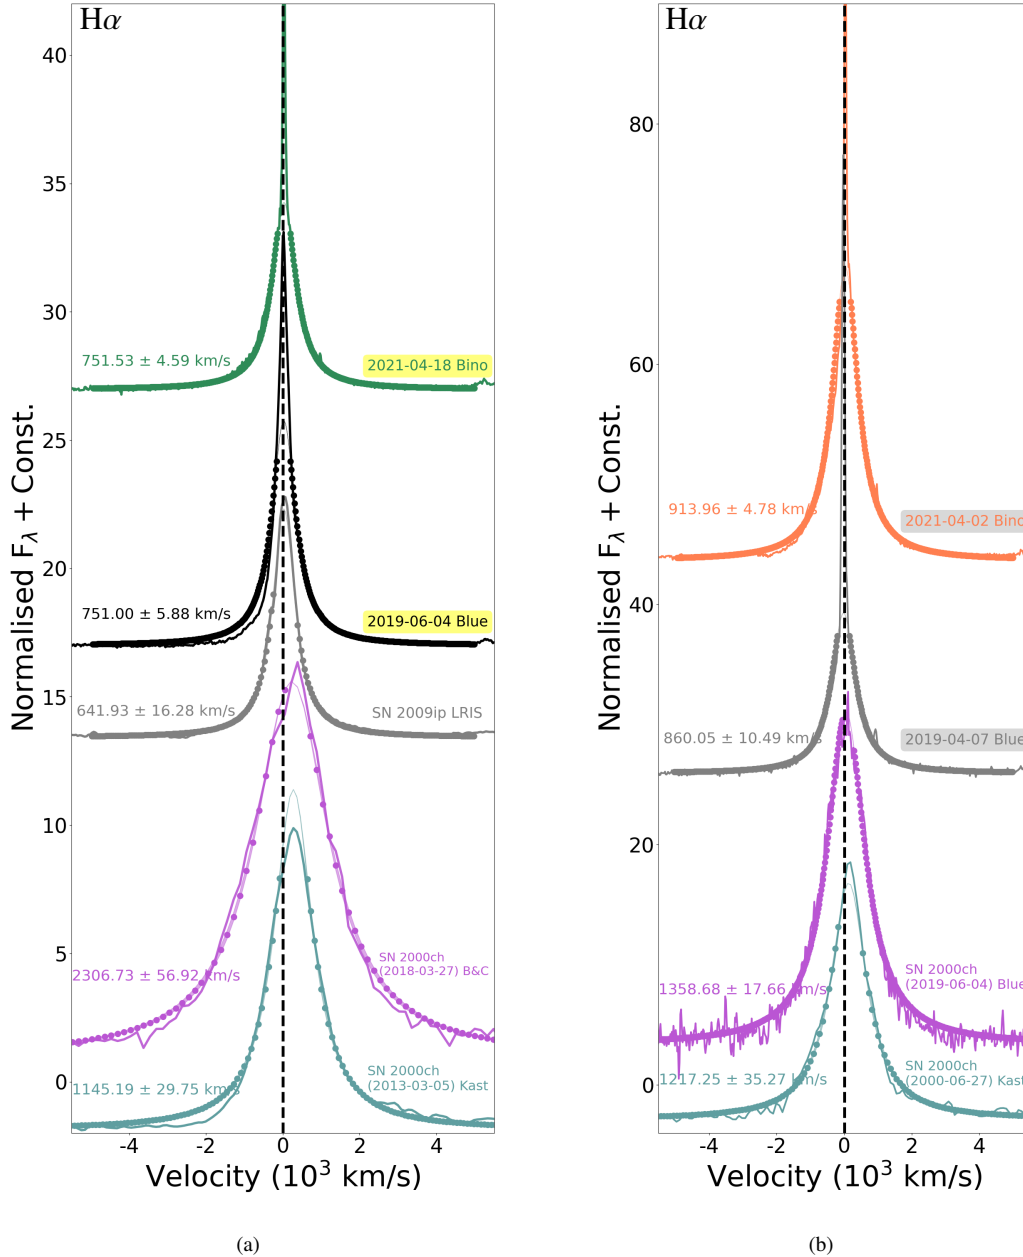 Hα
40
35
30
25
20
15
10
5
0
Normalised Fλ + Const.
751.53 ± 4.59 km/s
2021-04-18 Bino
751.00 ± 5.88 km/s
2019-06-04 Blue
641.93 ± 16.28 km/s
SN 2009ip LRIS
2306.73 ± 56.92 km/s
SN 2000ch
(2018-03-27) B&C
1145.19 ± 29.75 km/s
SN 2000ch
(2013-03-05) Kast
-4 -2 0 2 4
Velocity (10³ km/s)
(a)
Hα
80
60
40
20
0
Normalised Fλ + Const.
913.96 ± 4.78 km/s
2021-04-02 Bino
860.05 ± 10.49 km/s
2019-04-07 Blue
1358.68 ± 17.66 km/s
SN 2000ch
(2019-06-04) Blue
1217.25 ± 35.27 km/s
SN 2000ch
(2000-06-27) Kast
-4 -2 0 2 4
Velocity (10³ km/s)
(b)